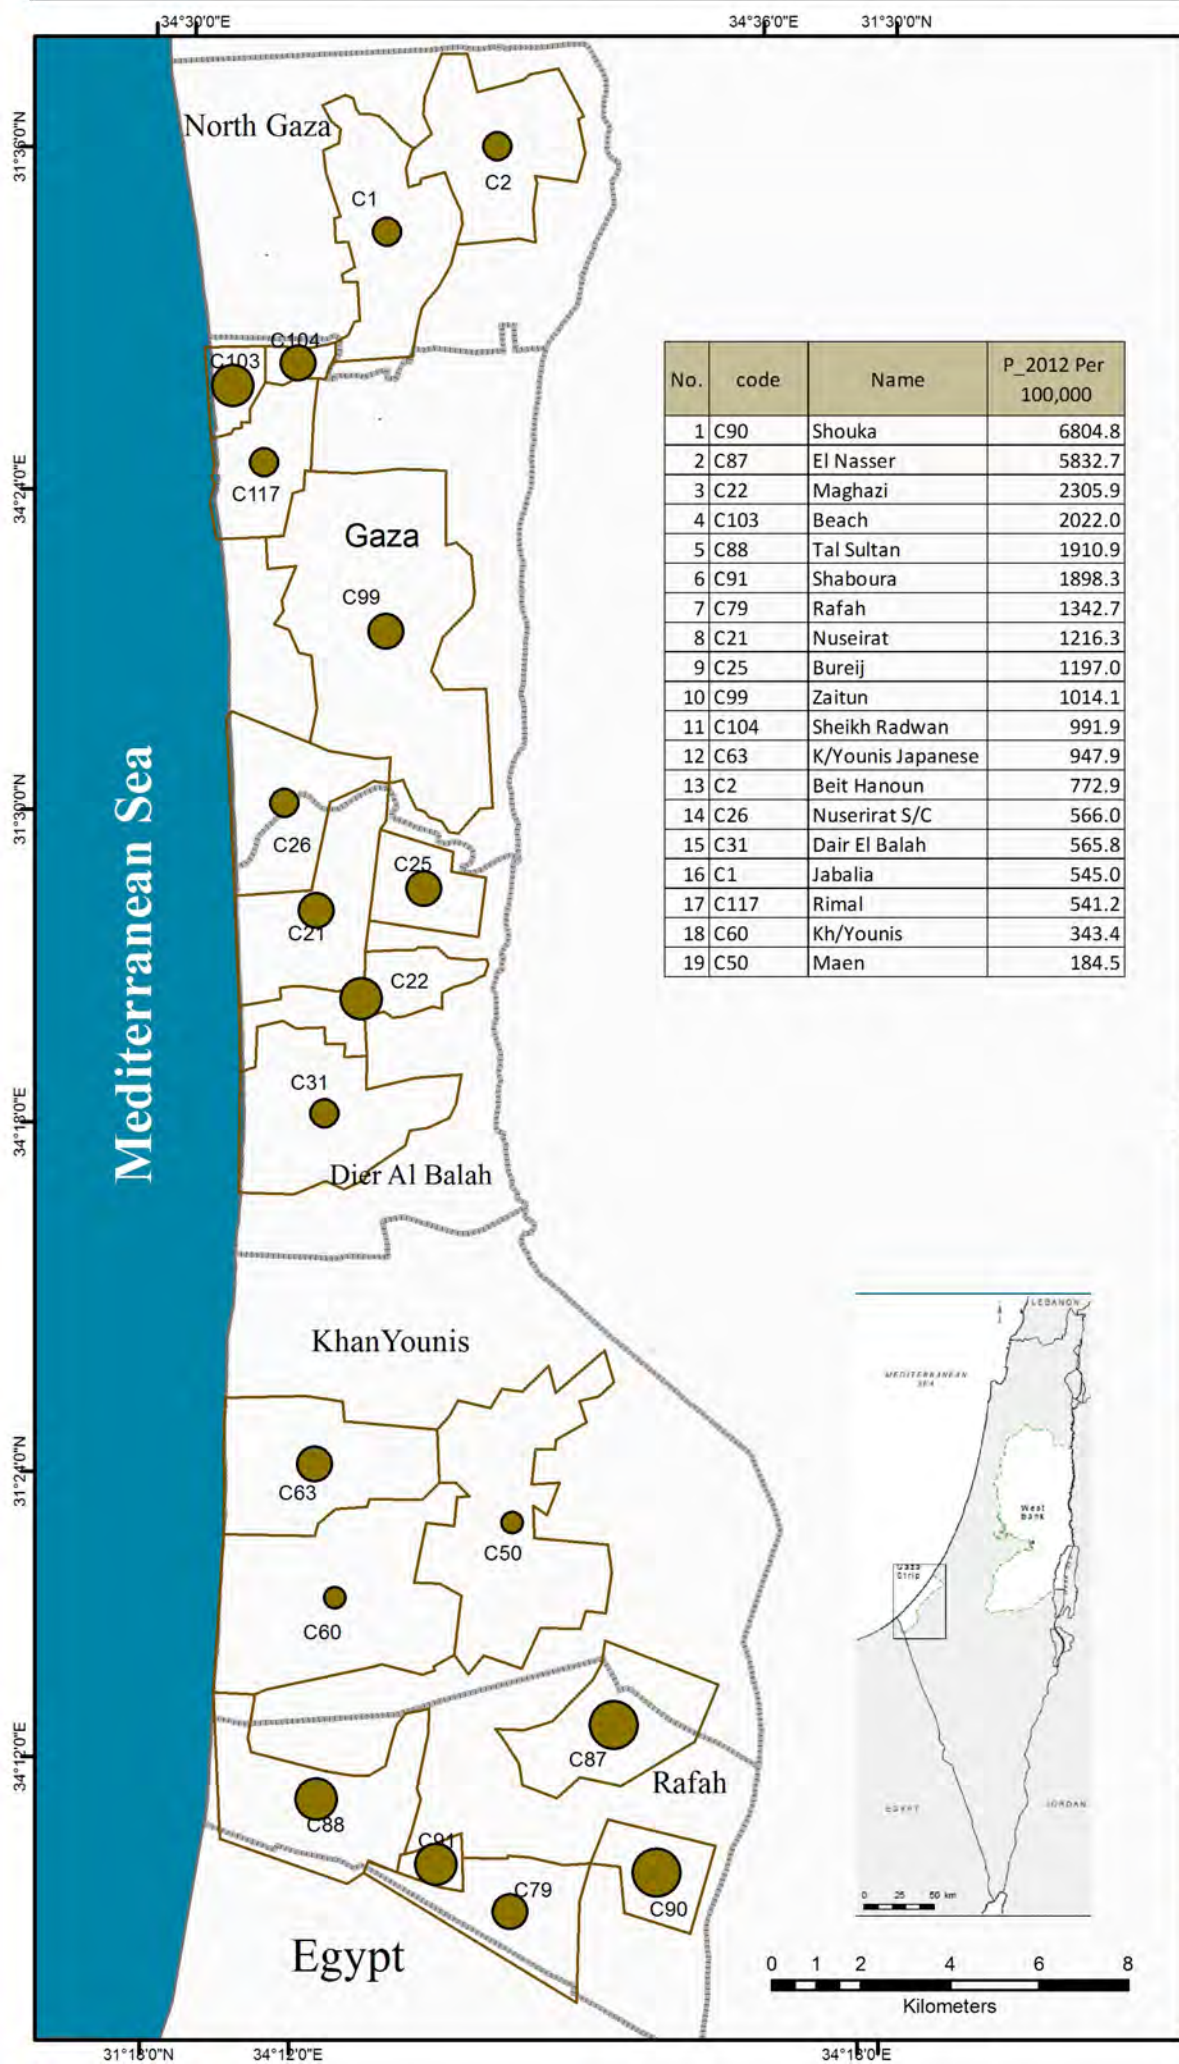 34°30'0"E
34°36'0"E
31°30'0"N
31°36'0"N
34°24'0"E
31°30'0"N
34°18'0"E
31°24'0"N
34°12'0"E
Mediterranean Sea
North Gaza
C2
C1
C104
C103
C117
Gaza
C99
C26
C25
C21
C22
C31
Dier Al Balah
KhanYounis
C63
C50
C60
C87
Rafah
C88
C91
C79
C90
Egypt
No. code Name P_2012 Per 100,000
1 C90 Shouka 6804.8
2 C87 El Nasser 5832.7
3 C22 Maghazi 2305.9
4 C103 Beach 2022.0
5 C88 Tal Sultan 1910.9
6 C91 Shaboura 1898.3
7 C79 Rafah 1342.7
8 C21 Nuseirat 1216.3
9 C25 Bureij 1197.0
10 C99 Zaitun 1014.1
11 C104 Sheikh Radwan 991.9
12 C63 K/Younis Japanese 947.9
13 C2 Beit Hanoun 772.9
14 C26 Nuserirat S/C 566.0
15 C31 Dair El Balah 565.8
16 C1 Jabalia 545.0
17 C117 Rimal 541.2
18 C60 Kh/Younis 343.4
19 C50 Maen 184.5
LEBANON
MEDITERRANEAN
SEA
West
Bank
Gaza
Strip
EGYPT
JORDAN
0 25 50 km
0 1 2 4 6 8
Kilometers
31°18'0"N
34°12'0"E
34°18'0"E